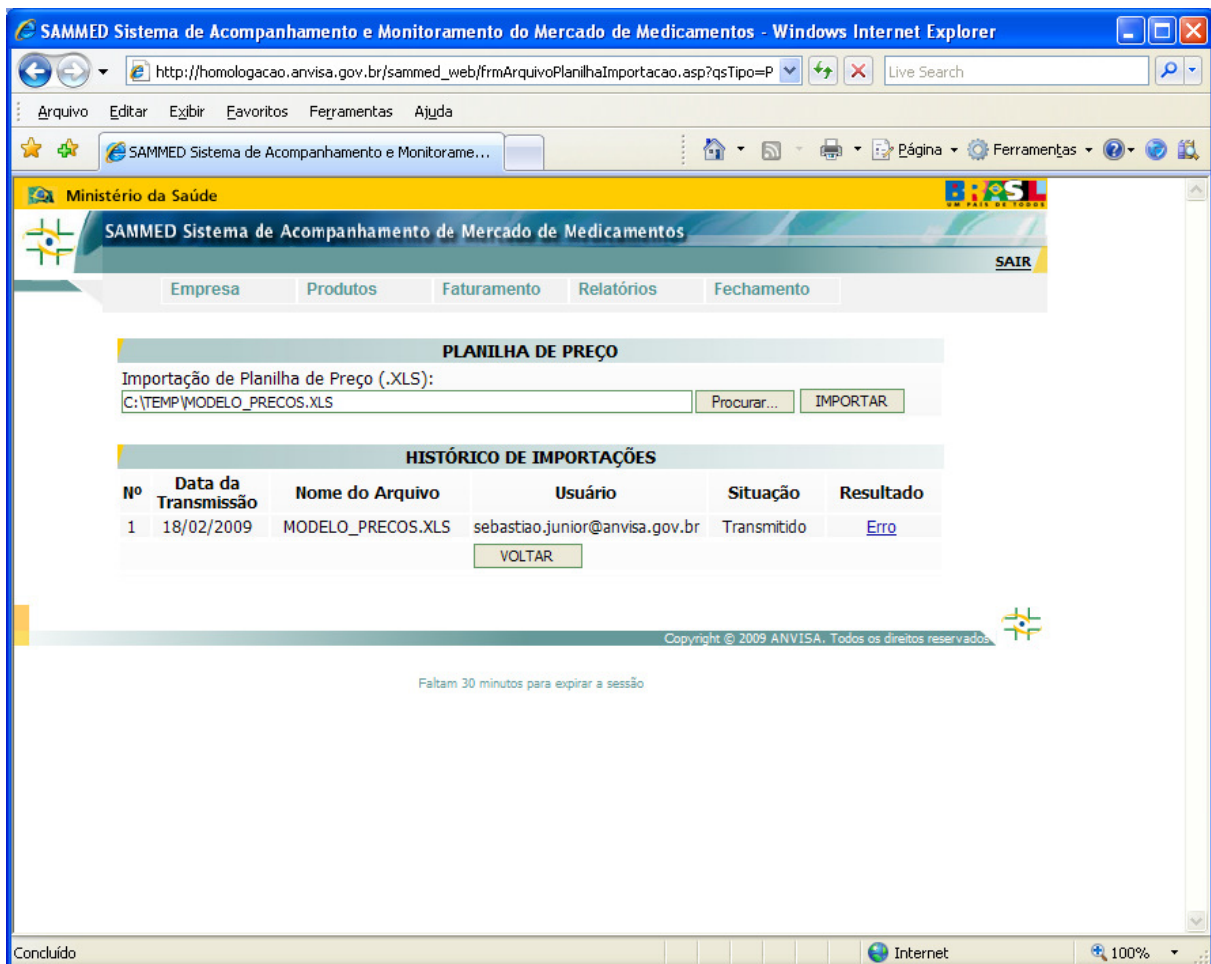 SAMMED Sistema de Acompanhamento e Monitoramento do Mercado de Medicamentos - Windows Internet Explorer
http://homologacao.anvisa.gov.br/sammed_web/frmArquivoPlanilhaImportacao.asp?qsTipo=P
Live Search
Arquivo Editar Exibir Favoritos Ferramentas Ajuda
SAMMED Sistema de Acompanhamento e Monitorame...
Página Ferramentas
Ministério da Saúde
BRASIL
UM PAÍS DE TODOS
SAMMED Sistema de Acompanhamento de Mercado de Medicamentos
SAIR
Empresa Produtos Faturamento Relatórios Fechamento
PLANILHA DE PREÇO
Importação de Planilha de Preço (.XLS):
C:\TEMP\MODELO_PRECOS.XLS Procurar... IMPORTAR
HISTÓRICO DE IMPORTAÇÕES
Nº Data da Transmissão Nome do Arquivo Usuário Situação Resultado
1 18/02/2009 MODELO_PRECOS.XLS sebastiao.junior@anvisa.gov.br Transmitido Erro
VOLTAR
Copyright © 2009 ANVISA. Todos os direitos reservados
Faltam 30 minutos para expirar a sessão
Concluído Internet 100%